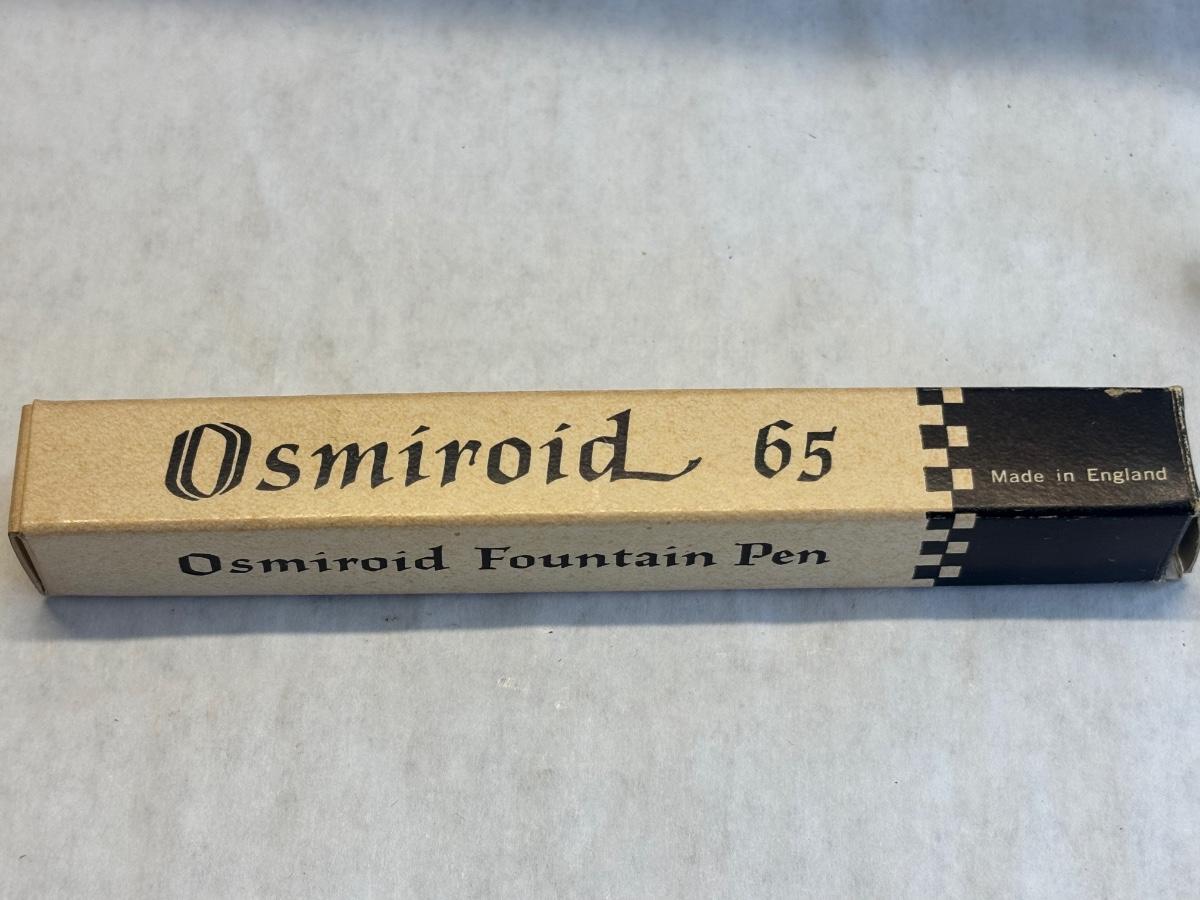 Osmiroid 65
Made in England
Osmiroid Fountain Pen